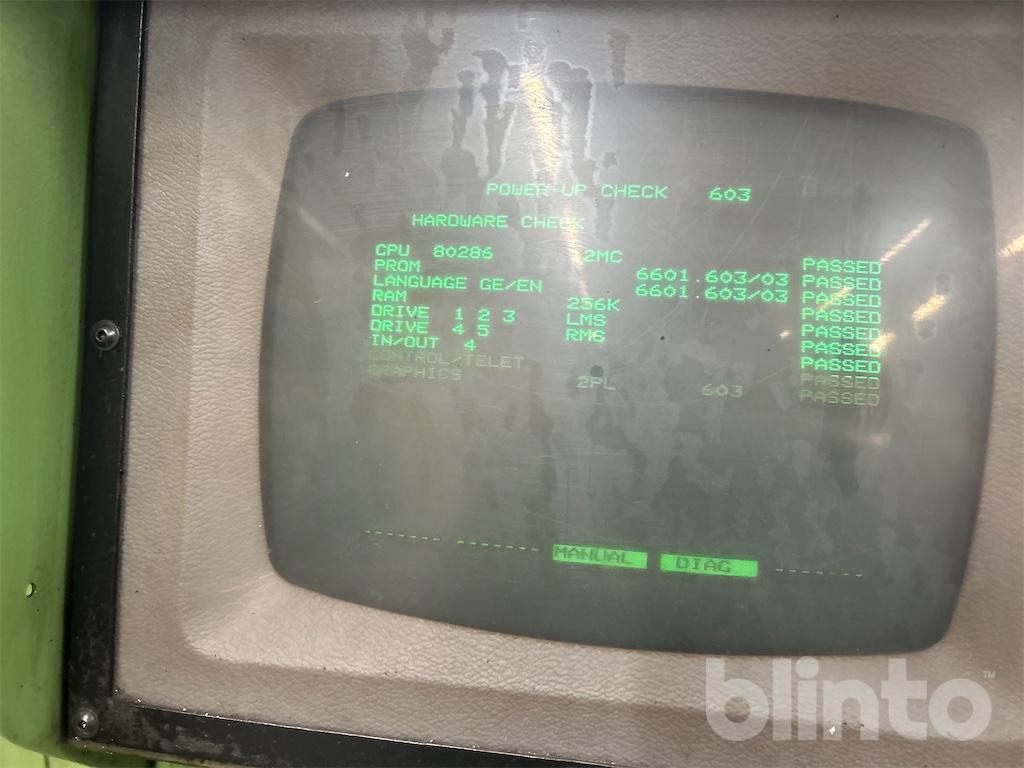 POWER-UP CHECK 603
HARDWARE CHECK
CPU 80286 2MC PASSED
PROM 6601.603/03 PASSED
LANGUAGE GE/EN 6601.603/03 PASSED
RAM 256K PASSED
DRIVE 1 2 3 LMS PASSED
DRIVE 4 5 RMS PASSED
IN/OUT 4 PASSED
CONTROL/TELET PASSED
GRAPHICS 2PL 603 PASSED
MANUAL DIAG
blinto™